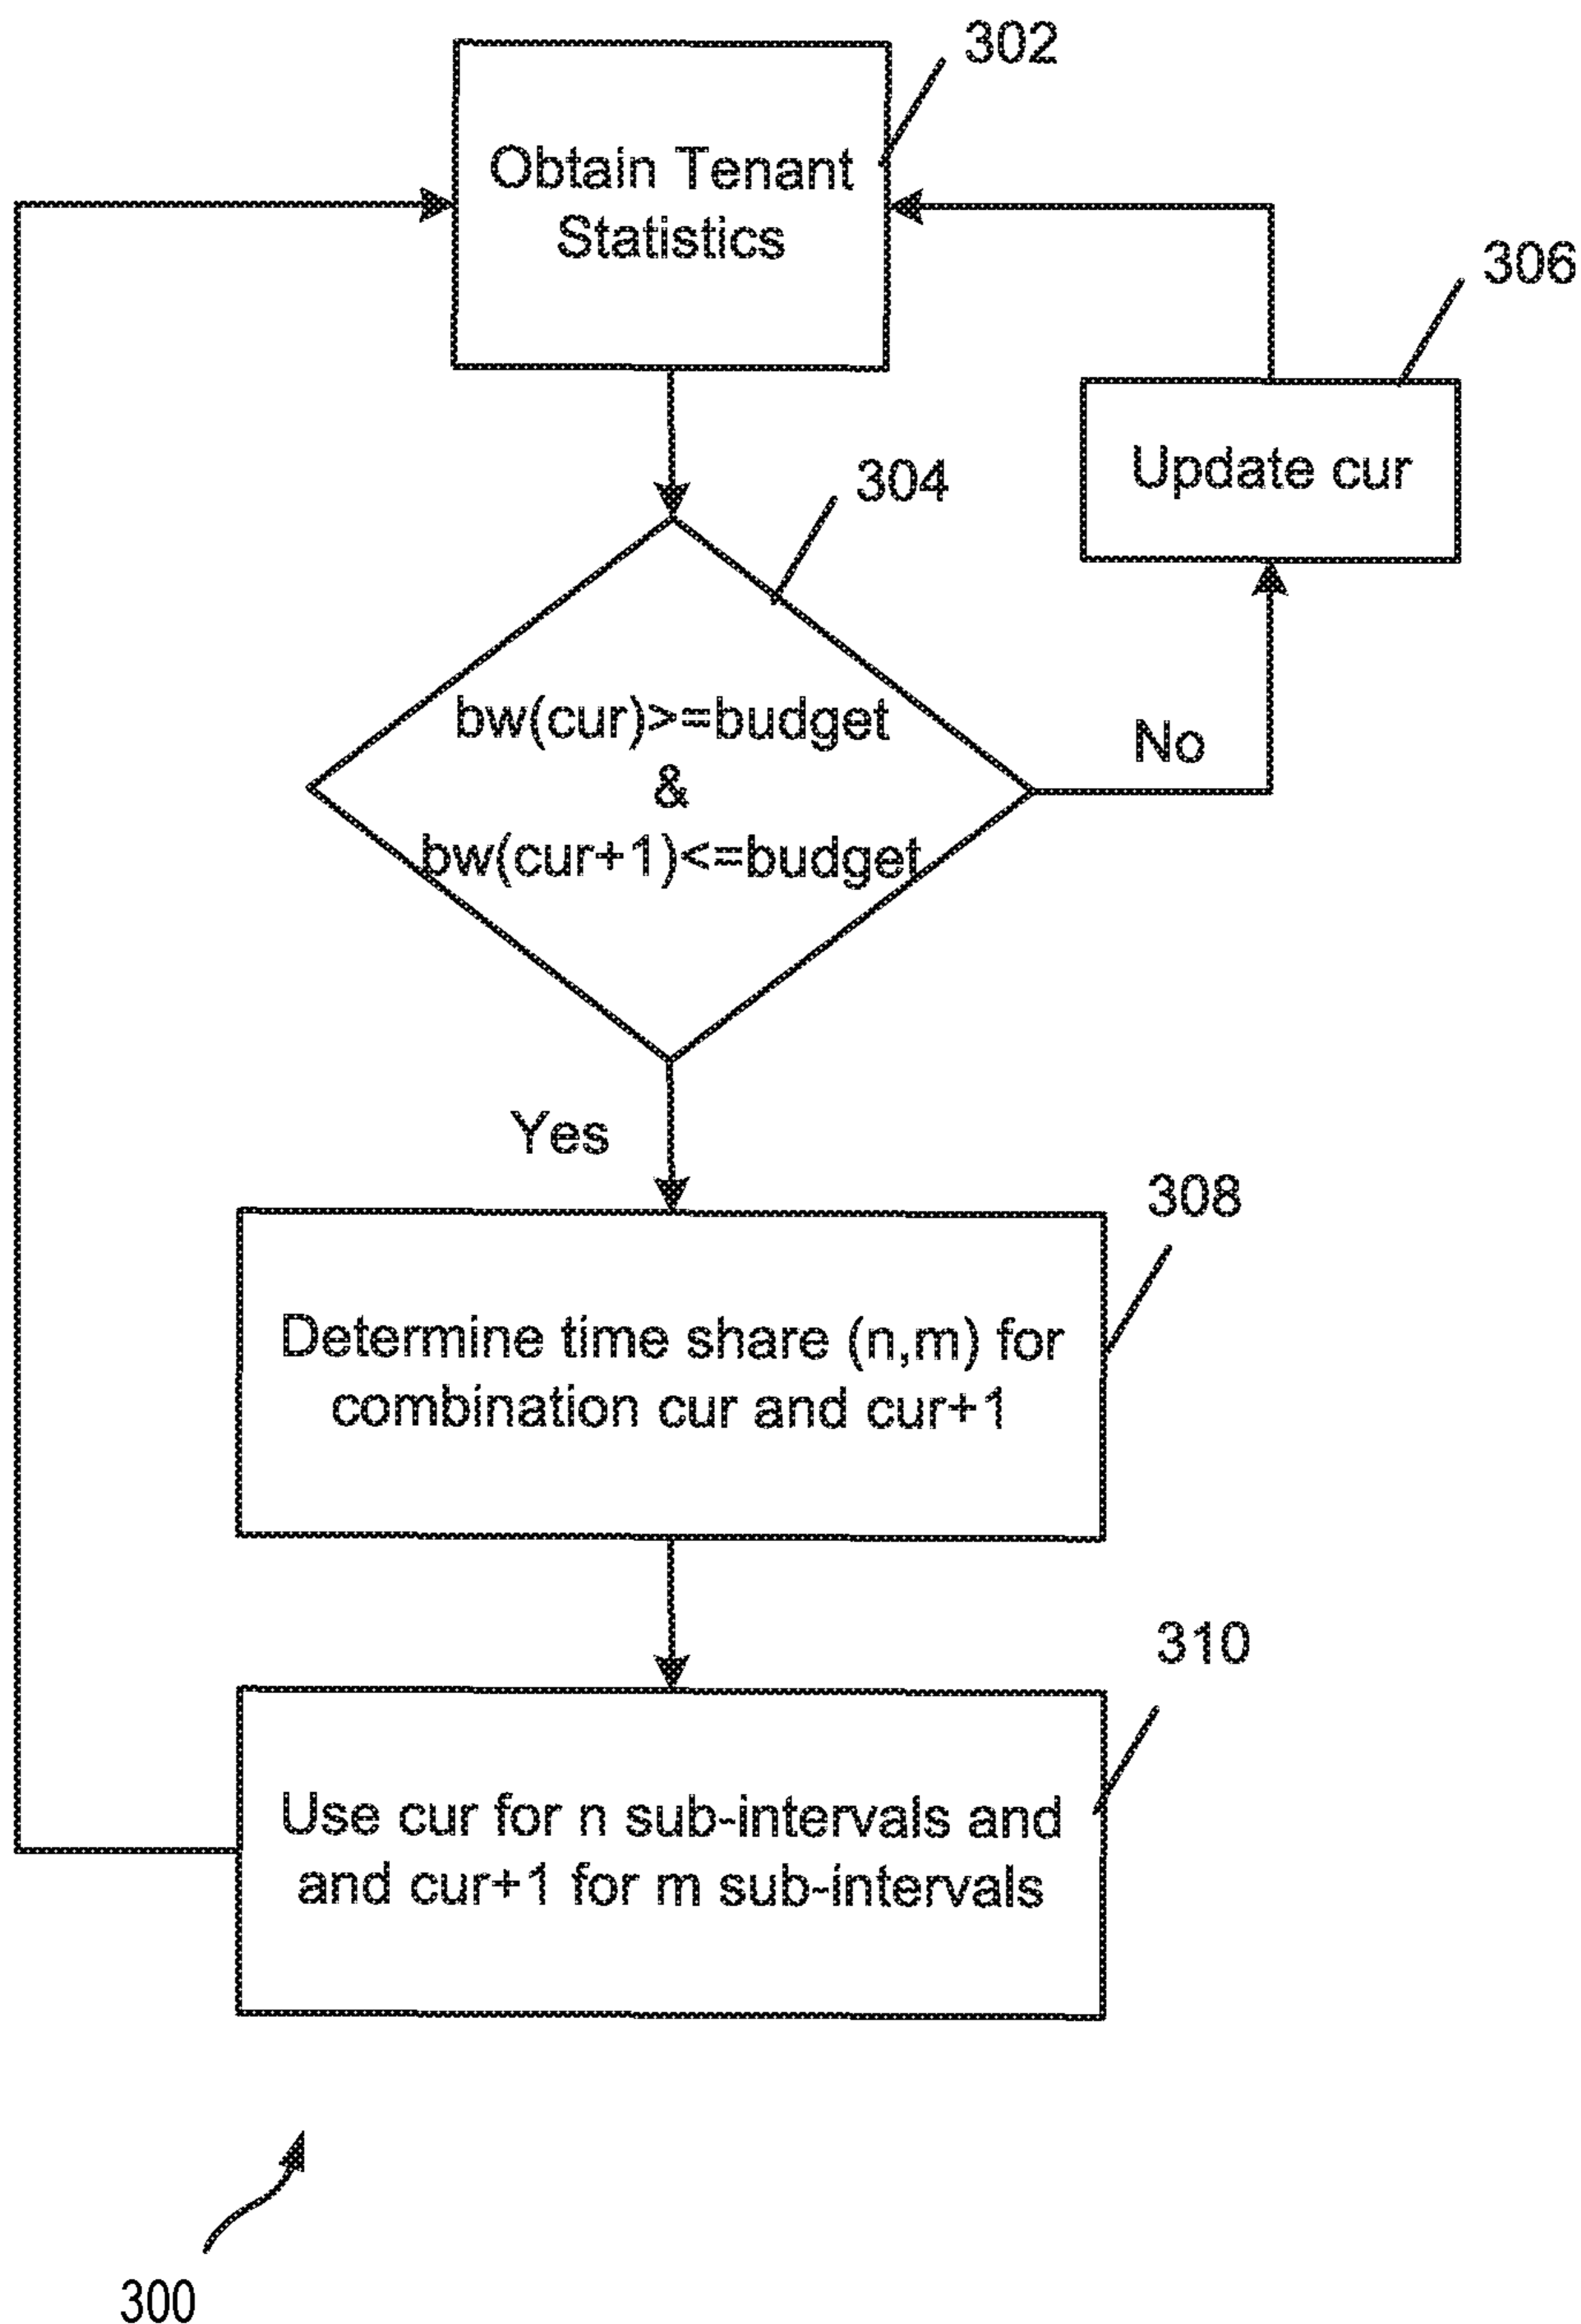 302
Obtain Tenant
Statistics
306
Update cur
304
bw(cur)>=budget
&
bw(cur+1)<=budget
No
Yes
308
Determine time share (n,m) for
combination cur and cur+1
310
Use cur for n sub-intervals and
and cur+1 for m sub-intervals
300